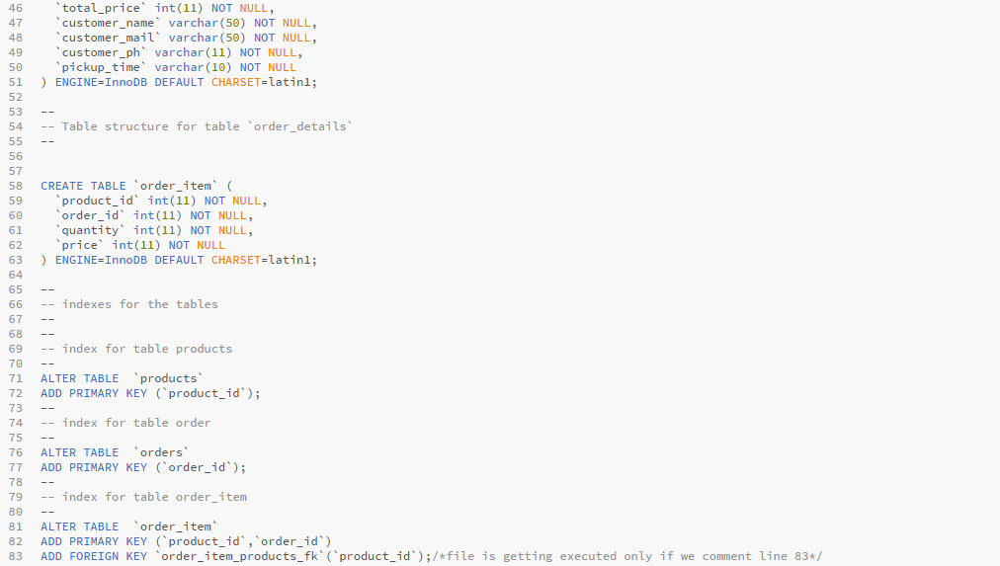 46 `total_price` int(11) NOT NULL,
47 `customer_name` varchar(50) NOT NULL,
48 `customer_mail` varchar(50) NOT NULL,
49 `customer_ph` varchar(11) NOT NULL,
50 `pickup_time` varchar(10) NOT NULL
51 ) ENGINE=InnoDB DEFAULT CHARSET=latin1;
52
53 --
54 -- Table structure for table `order_details`
55 --
56
57
58 CREATE TABLE `order_item` (
59 `product_id` int(11) NOT NULL,
60 `order_id` int(11) NOT NULL,
61 `quantity` int(11) NOT NULL,
62 `price` int(11) NOT NULL
63 ) ENGINE=InnoDB DEFAULT CHARSET=latin1;
64
65 --
66 -- indexes for the tables
67 --
68 --
69 -- index for table products
70 --
71 ALTER TABLE  `products`
72 ADD PRIMARY KEY (`product_id`);
73 --
74 -- index for table order
75 --
76 ALTER TABLE  `orders`
77 ADD PRIMARY KEY (`order_id`);
78 --
79 -- index for table order_item
80 --
81 ALTER TABLE  `order_item`
82 ADD PRIMARY KEY (`product_id`,`order_id`)
83 ADD FOREIGN KEY `order_item_products_fk`(`product_id`);/*file is getting executed only if we comment line 83*/